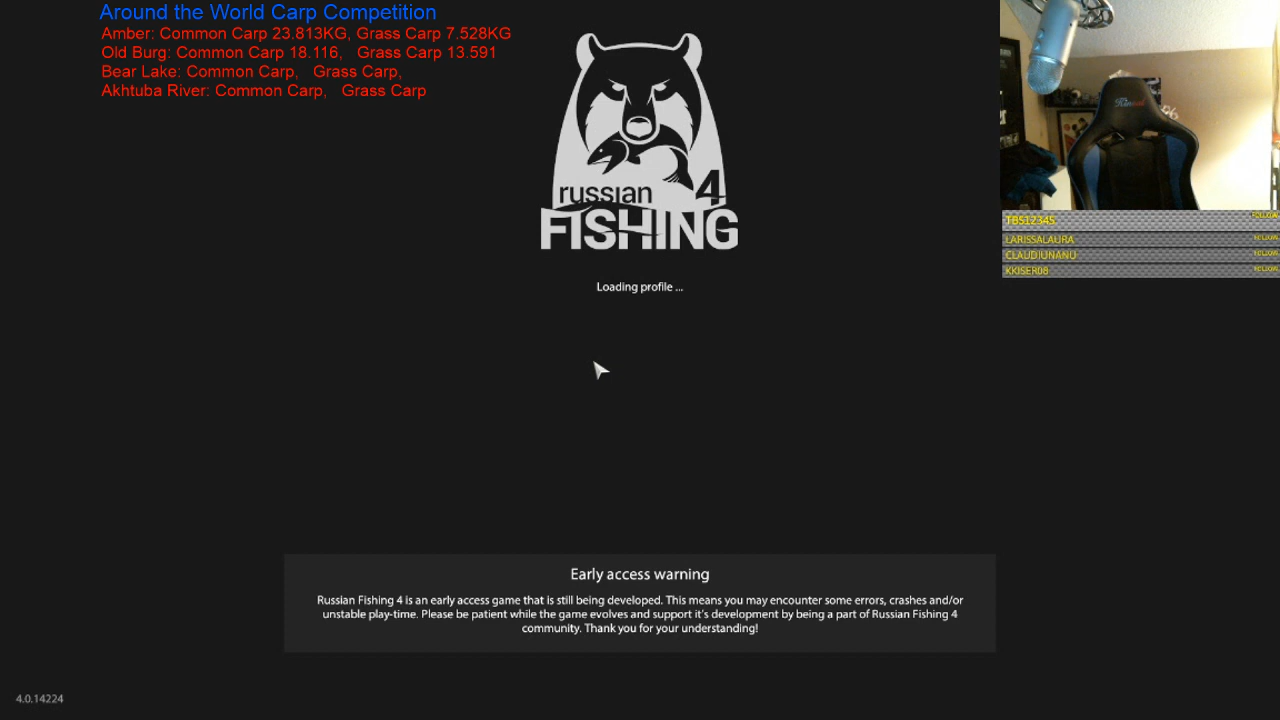 Around the World Carp Competition
Amber: Common Carp 23.813KG, Grass Carp 7.528KG
Old Burg: Common Carp 18.116, Grass Carp 13.591
Bear Lake: Common Carp, Grass Carp,
Akhtuba River: Common Carp, Grass Carp
russian 4
FISHING
Loading profile ...
TBS12345 FOLLOW
LARISSALAURA FOLLOW
CLAUDIUNANU FOLLOW
KKISER08 FOLLOW
Early access warning
Russian Fishing 4 is an early access game that is still being developed. This means you may encounter some errors, crashes and/or
unstable play-time. Please be patient while the game evolves and support it's development by being a part of Russian Fishing 4
community. Thank you for your understanding!
4.0.14224